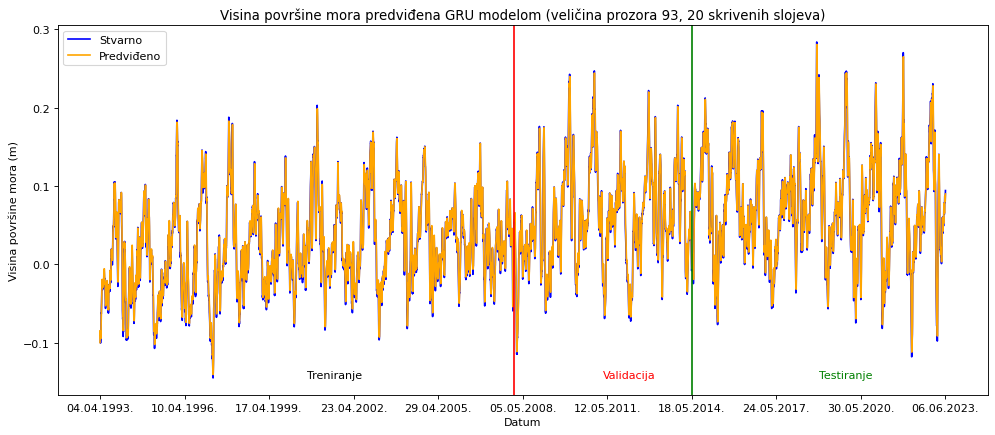 Visina površine mora predviđena GRU modelom (veličina prozora 93, 20 skrivenih slojeva)
Stvarno
Predviđeno
Visina površine mora (m)
0.3
0.2
0.1
0.0
−0.1
Treniranje
Validacija
Testiranje
04.04.1993.
10.04.1996.
17.04.1999.
23.04.2002.
29.04.2005.
05.05.2008.
12.05.2011.
18.05.2014.
24.05.2017.
30.05.2020.
06.06.2023.
Datum